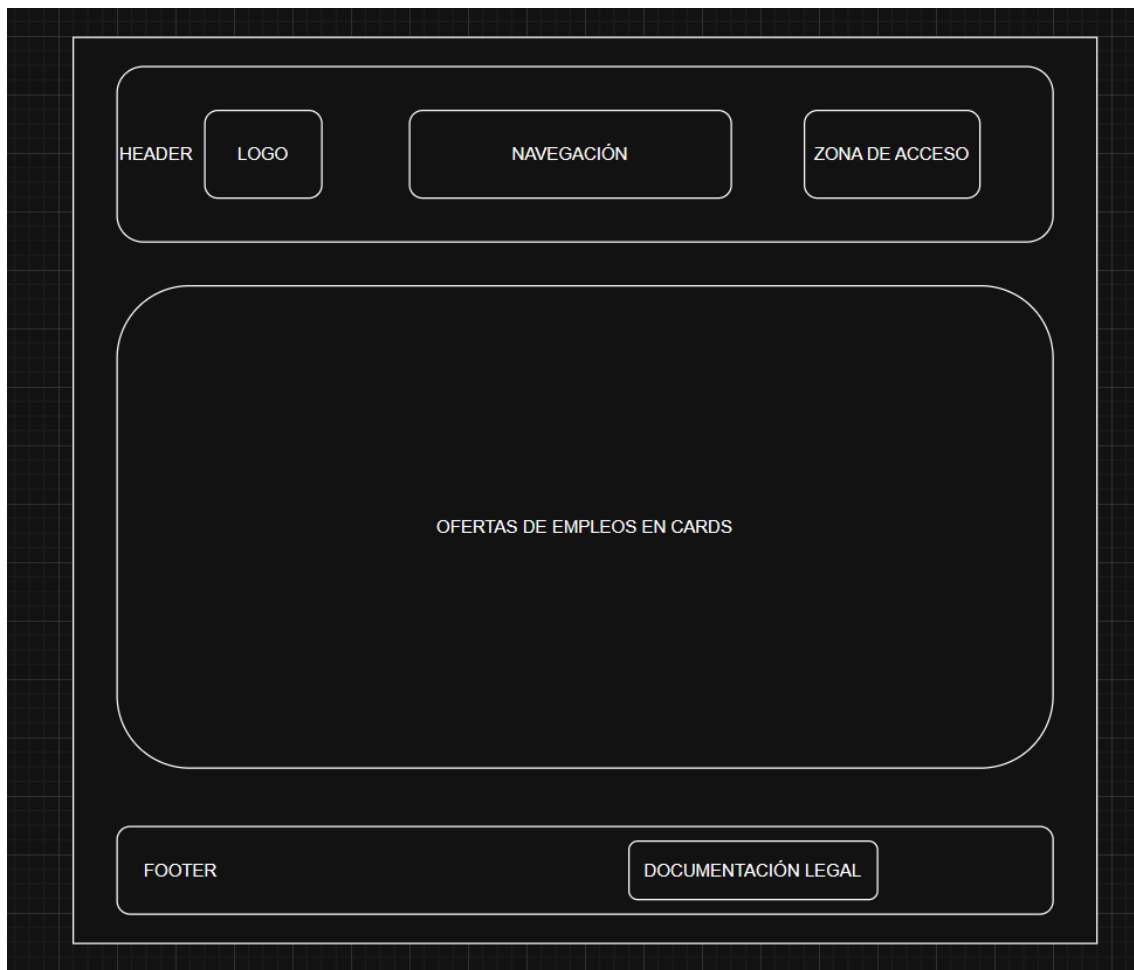 HEADER
LOGO
NAVEGACIÓN
ZONA DE ACCESO
OFERTAS DE EMPLEOS EN CARDS
FOOTER
DOCUMENTACIÓN LEGAL